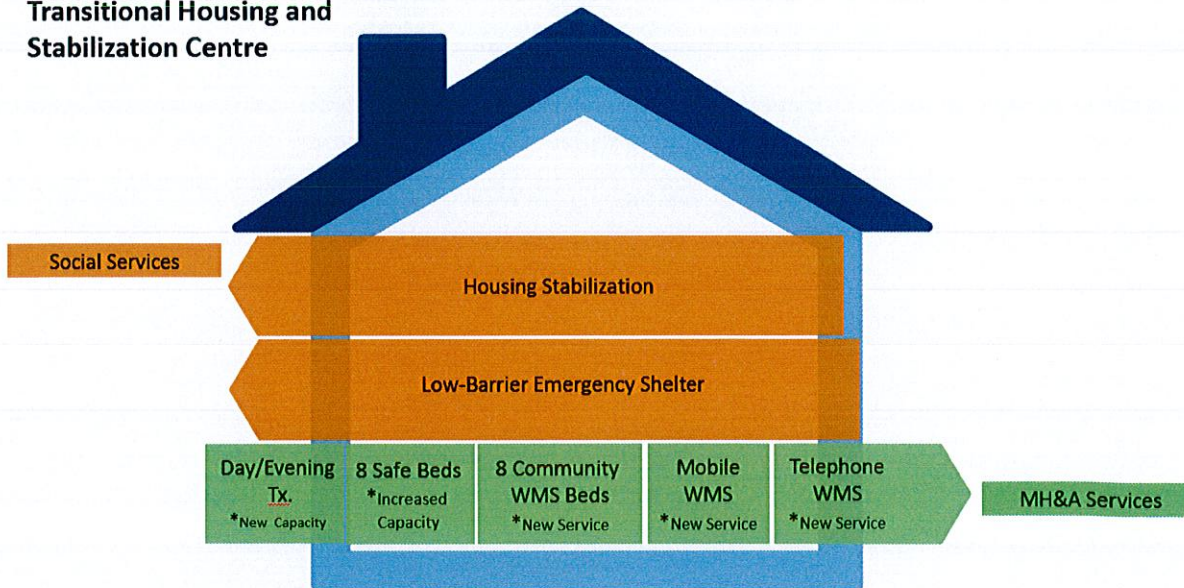 Transitional Housing and
Stabilization Centre
Social Services
Housing Stabilization
Low-Barrier Emergency Shelter
Day/Evening
Tx.
*New Capacity
8 Safe Beds
*Increased
Capacity
8 Community
WMS Beds
*New Service
Mobile
WMS
*New Service
Telephone
WMS
*New Service
MH&A Services